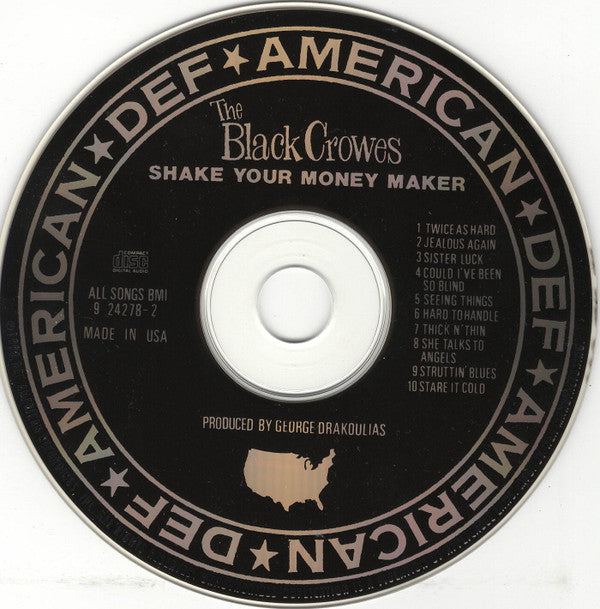 DEF ★ AMERICAN ★ DEF ★ AMERICAN ★ DEF ★ AMERICAN ★
The
Black Crowes
SHAKE YOUR MONEY MAKER
COMPACT
disc
DIGITAL AUDIO
ALL SONGS BMI
9 24278-2
MADE IN USA
1 TWICE AS HARD
2 JEALOUS AGAIN
3 SISTER LUCK
4 COULD I'VE BEEN
SO BLIND
5 SEEING THINGS
6 HARD TO HANDLE
7 THICK N' THIN
8 SHE TALKS TO
ANGELS
9 STRUTTIN' BLUES
10 STARE IT COLD
PRODUCED BY GEORGE DRAKOULIAS